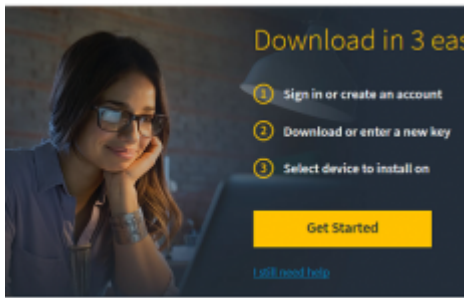 Download in 3 eas
1 Sign in or create an account
2 Download or enter a new key
3 Select device to install on
Get Started
I still need help